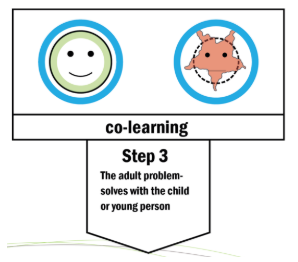 co-learning
Step 3
The adult problem-
solves with the child
or young person